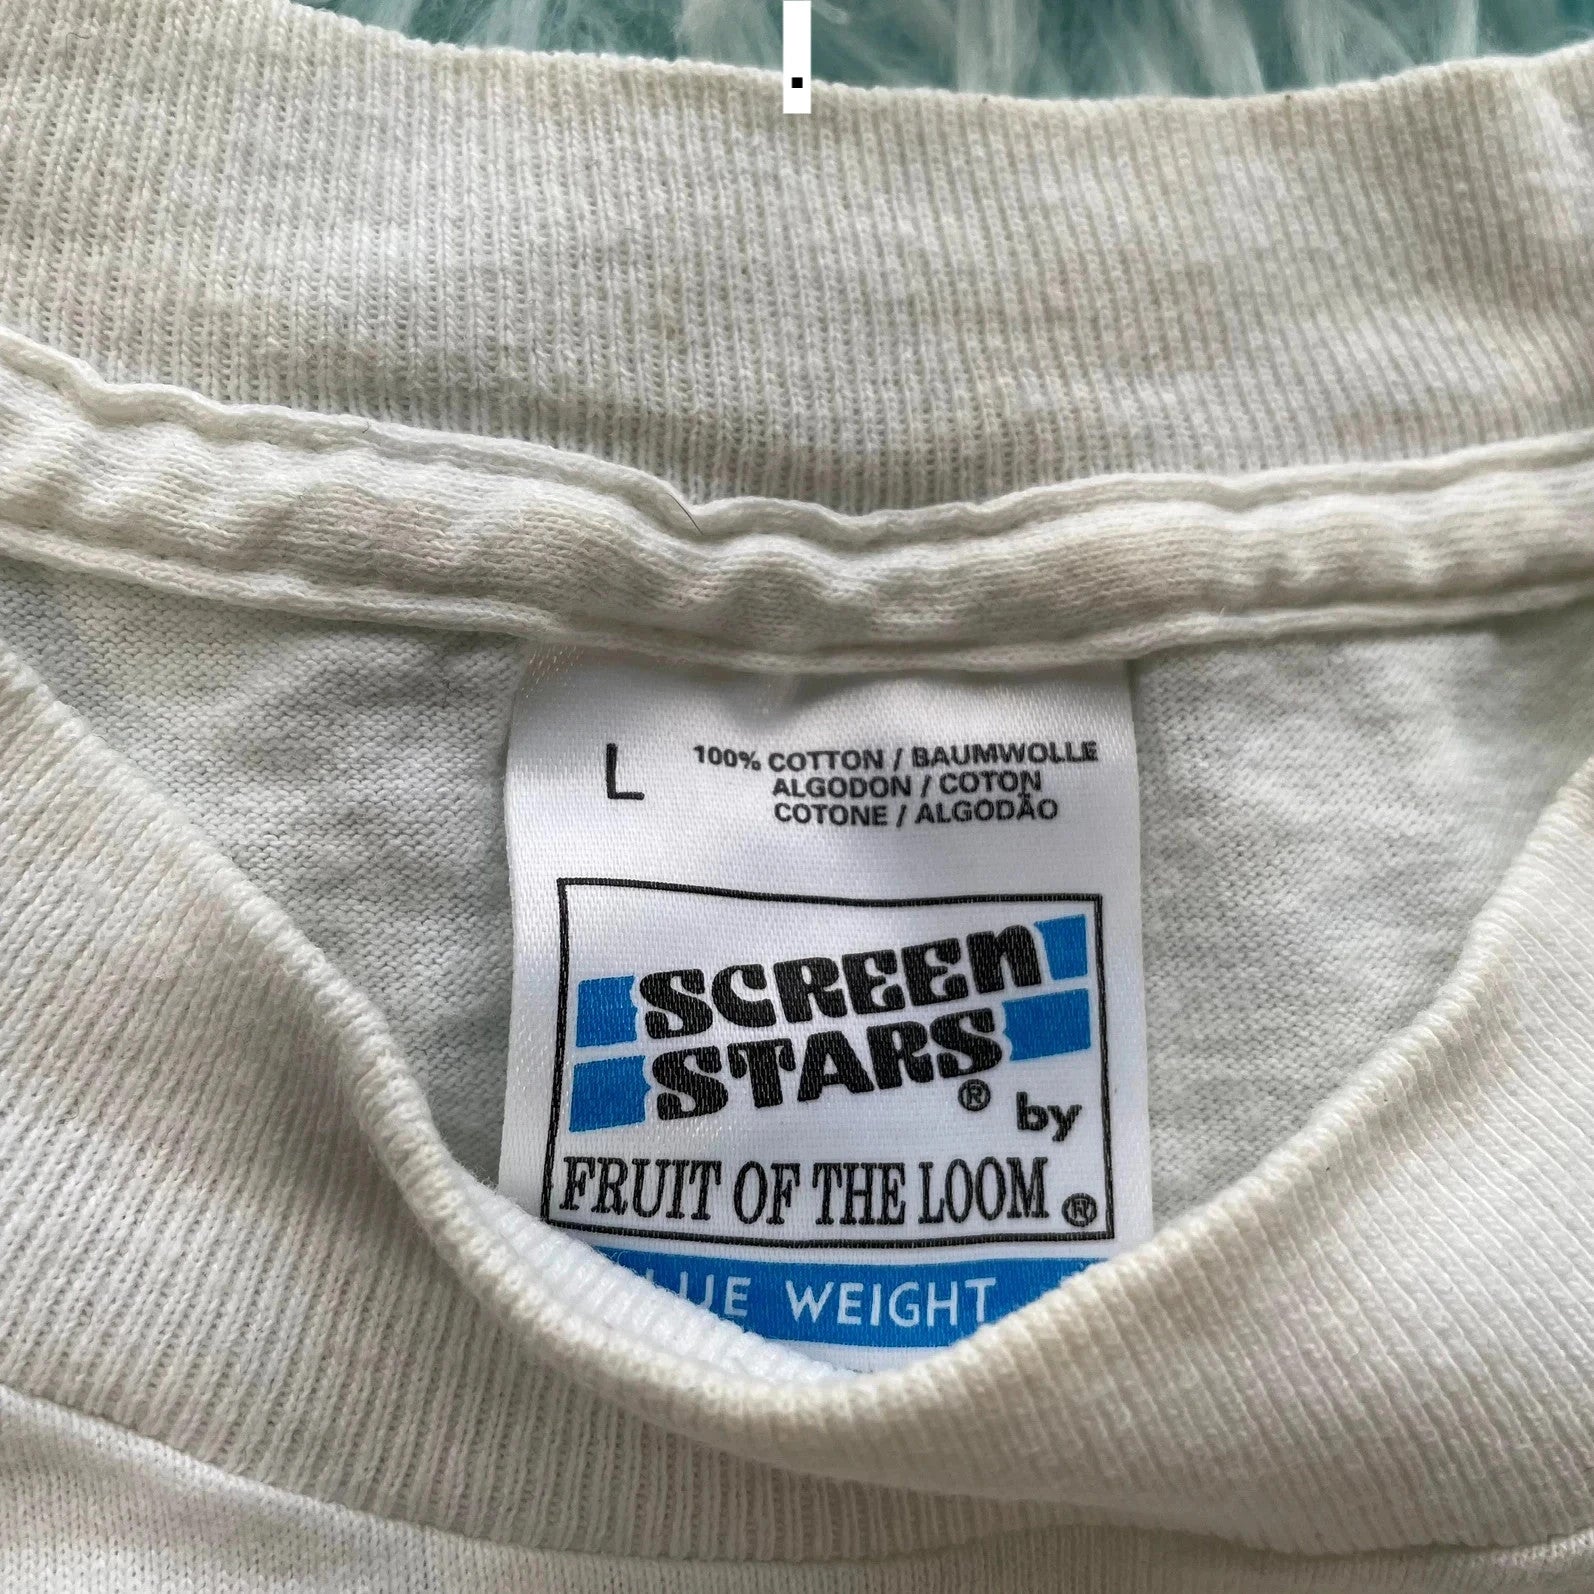 .
L
100% COTTON / BAUMWOLLE
ALGODON / COTON
COTONE / ALGODÃO
SCREEN
STARS
® by
FRUIT OF THE LOOM ®
WEIGHT